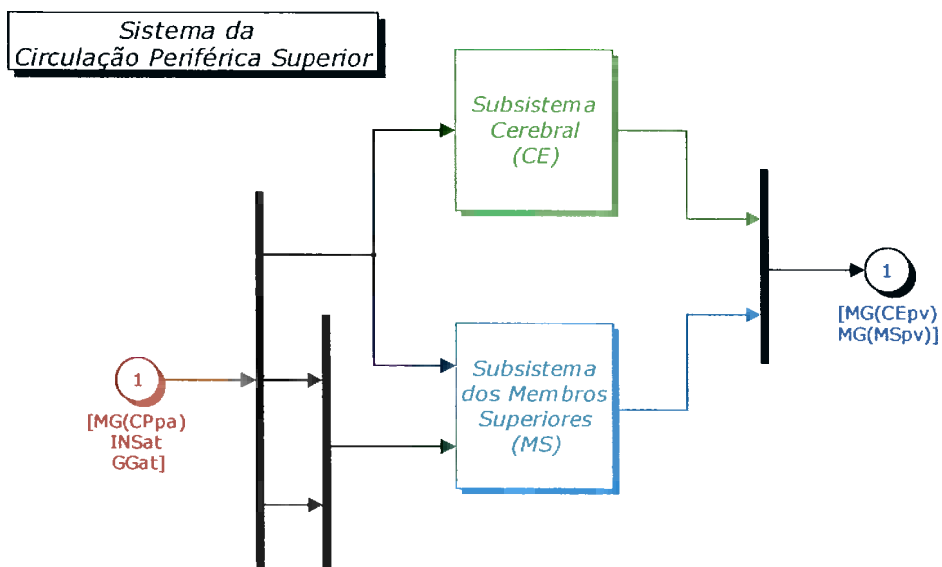 Sistema da
Circulação Periférica Superior
Subsistema
Cerebral
(CE)
1
[MG(CEpv)
MG(MSpv)]
1
[MG(CPpa)
INSat
GGat]
Subsistema
dos Membros
Superiores
(MS)